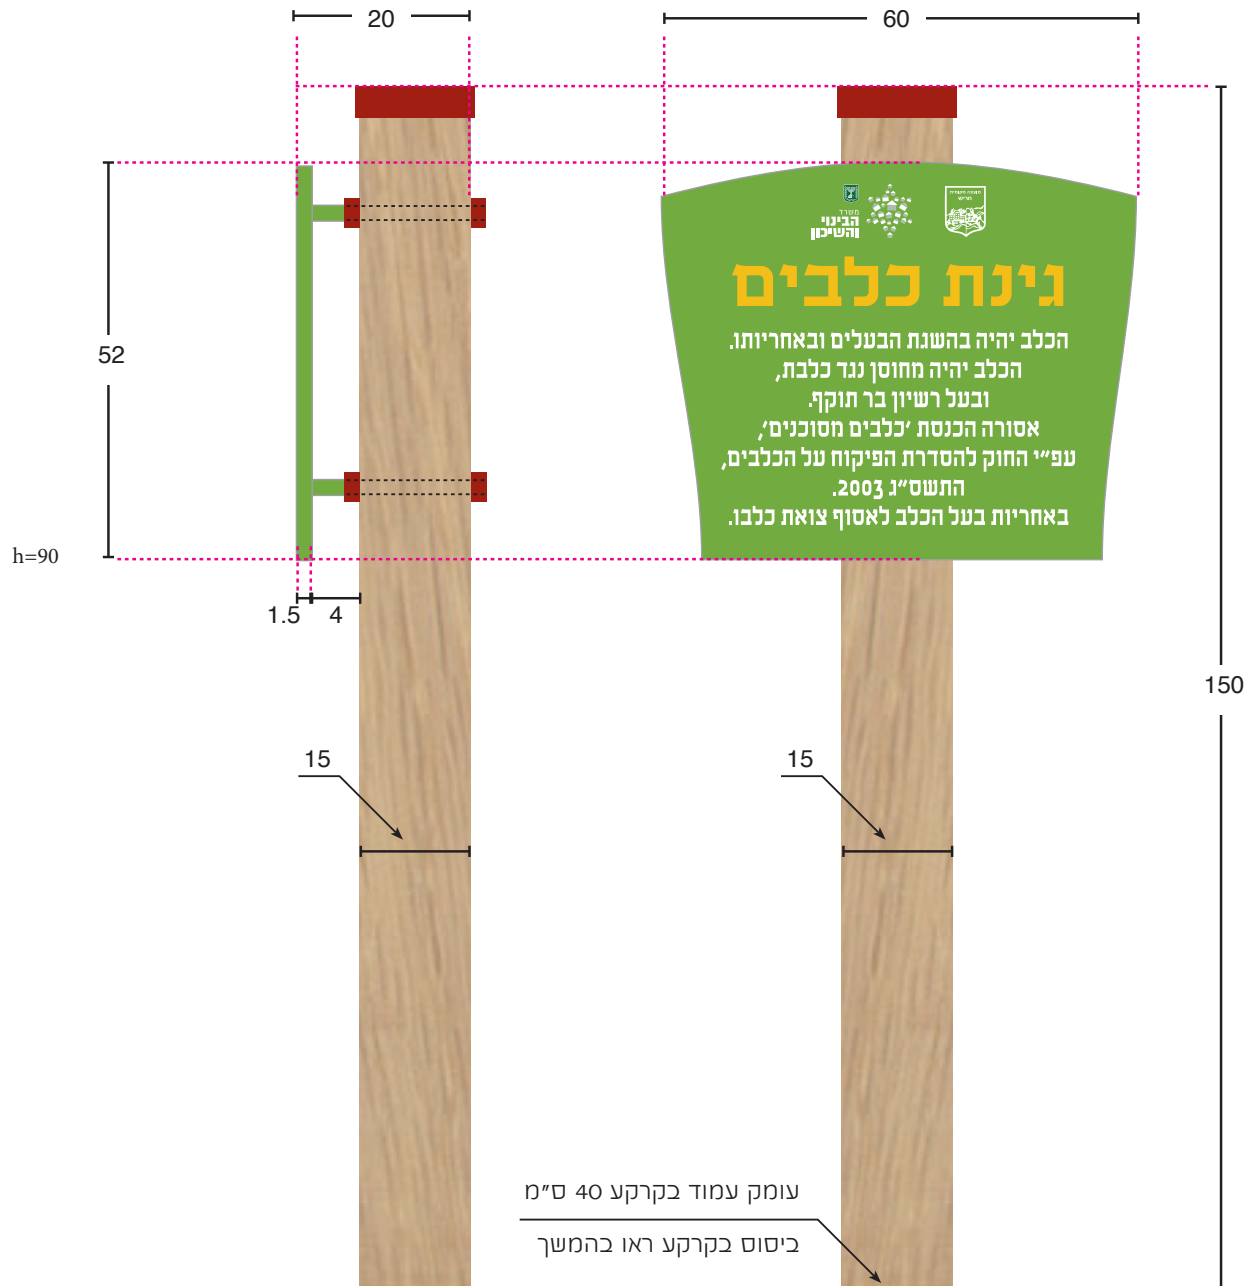 20
60
משרד
הבינוי
והשיכון
גינת כלבים
הכלב יהיה בהשגת הבעלים ובאחריותו.
הכלב יהיה מחוסן נגד כלבת,
ובעל רשיון בר תוקף.
אסורה הכנסת 'כלבים מסוכנים',
עפ״י החוק להסדרת הפיקוח על הכלבים,
התשס״ג 2003.
באחריות בעל הכלב לאסוף צואת כלבו.
52
h=90
1.5
4
150
15
15
עומק עמוד בקרקע 40 ס״מ
ביסוס בקרקע ראו בהמשך